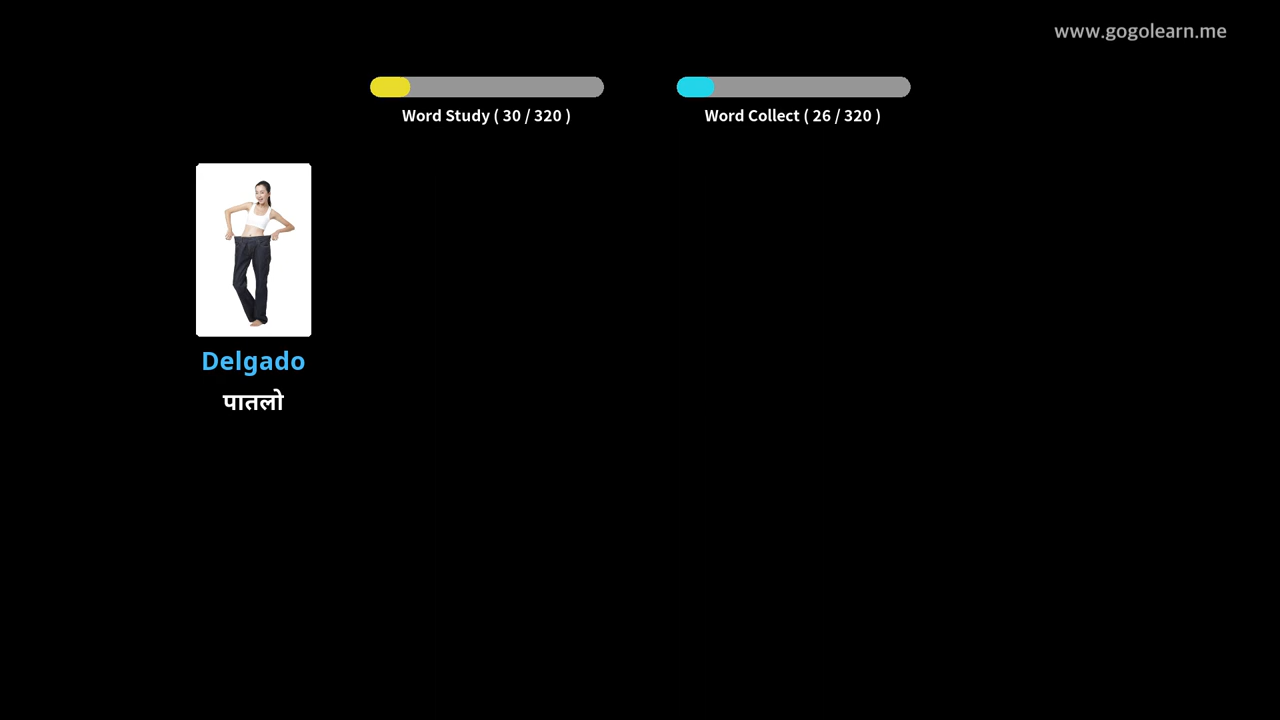 www.gogolearn.me
Word Study ( 30 / 320 )
Word Collect ( 26 / 320 )
Delgado
पातलो